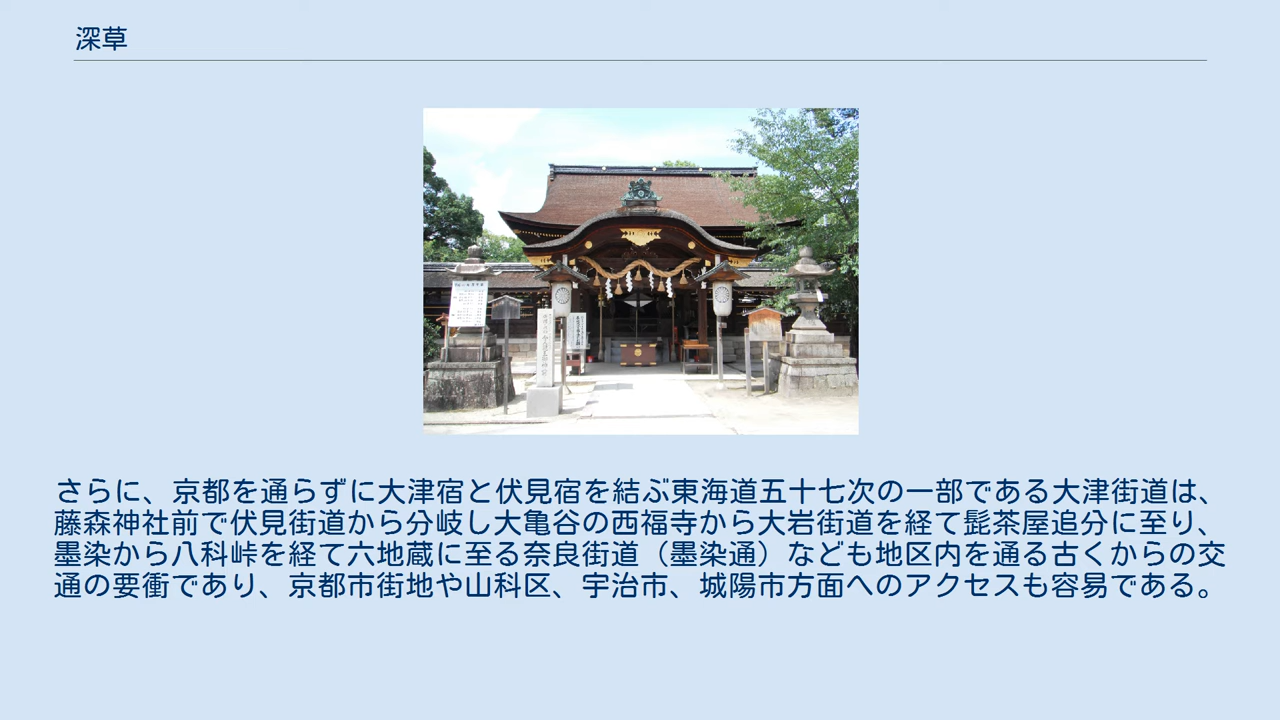 深草
さらに、京都を通らずに大津宿と伏見宿を結ぶ東海道五十七次の一部である大津街道は、
藤森神社前で伏見街道から分岐し大亀谷の西福寺から大岩街道を経て髭茶屋追分に至り、
墨染から八科峠を経て六地蔵に至る奈良街道（墨染通）なども地区内を通る古くからの交
通の要衝であり、京都市街地や山科区、宇治市、城陽市方面へのアクセスも容易である。